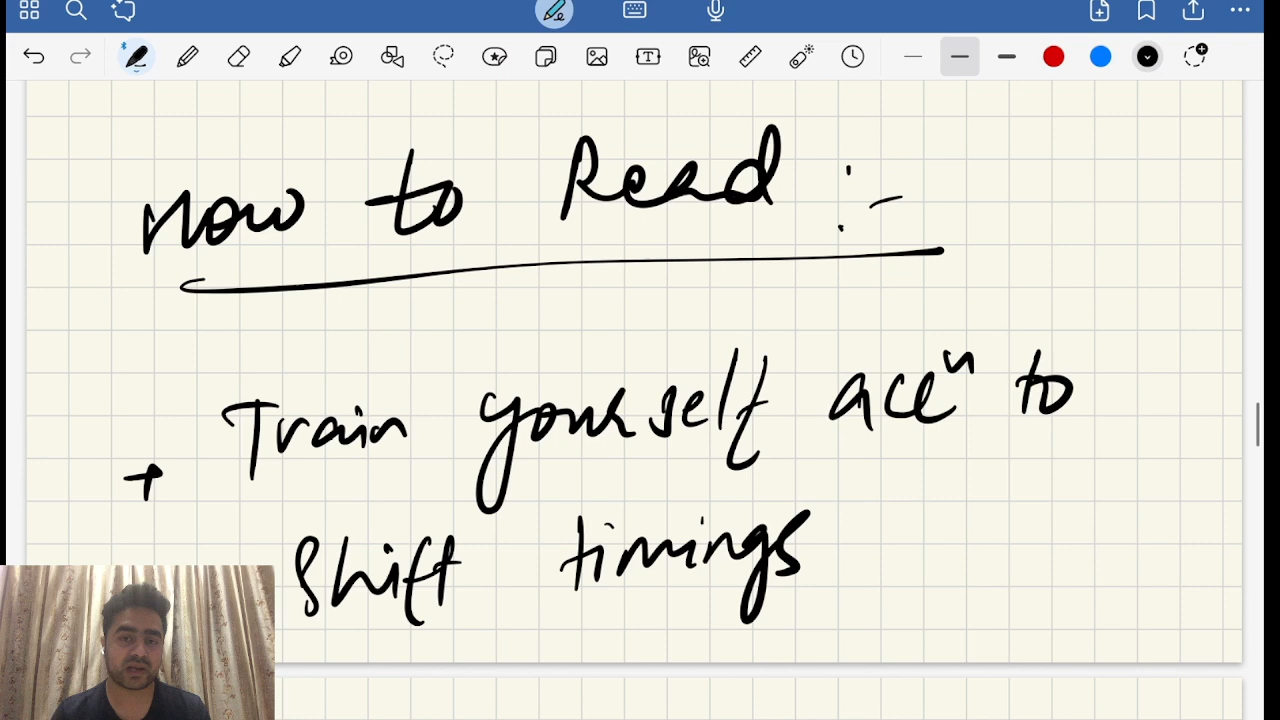 How to Read :-
+ Train yourself accⁿ to
shift timings